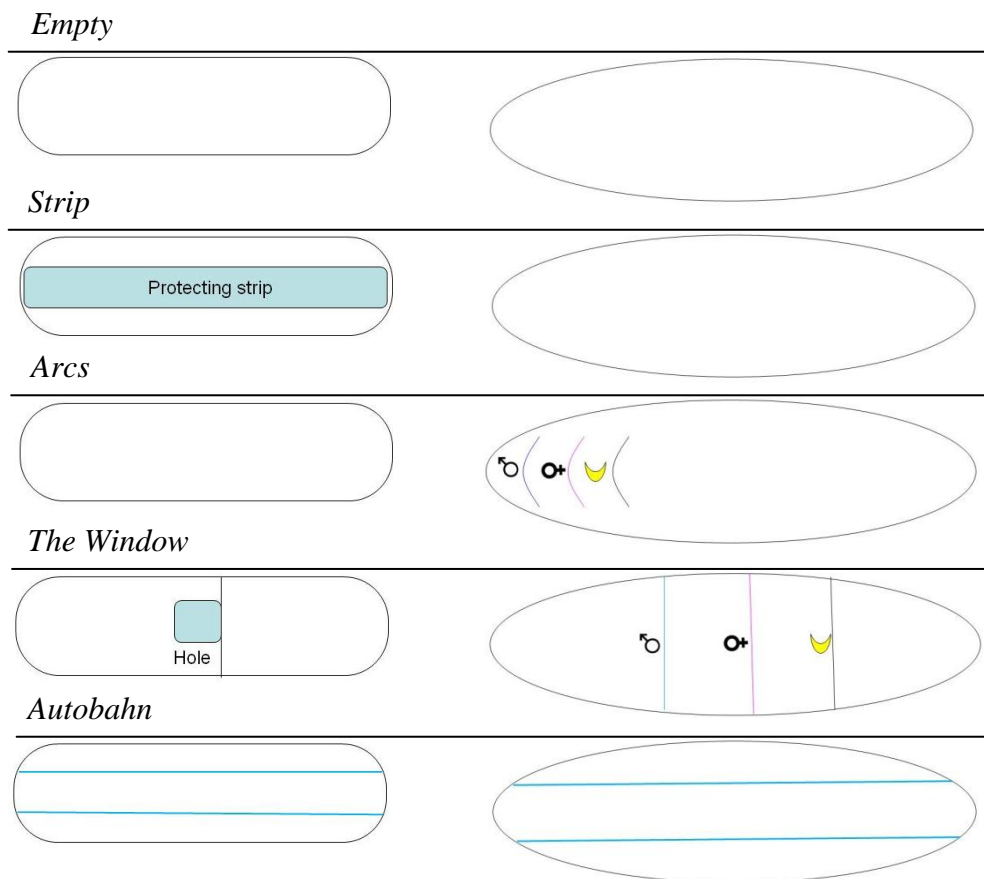 Empty
Strip
Protecting strip
Arcs
The Window
Hole
Autobahn